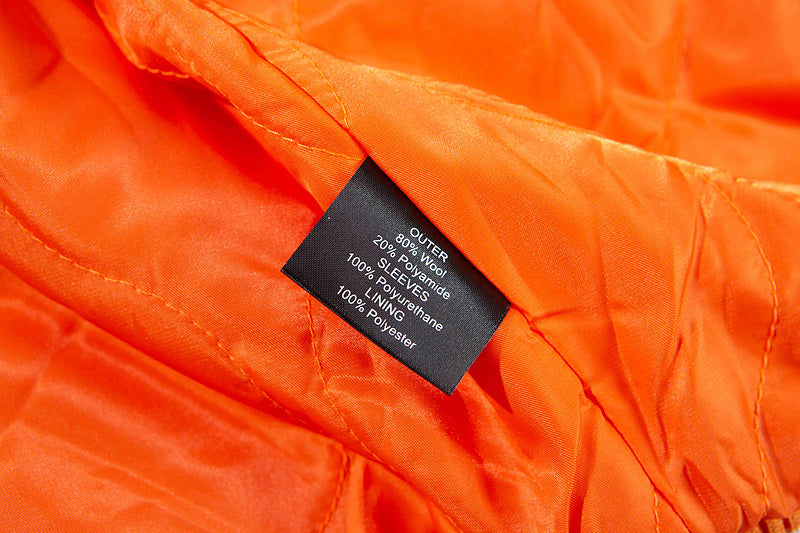 OUTER
80% Wool
20% Polyamide
SLEEVES
100% Polyurethane
LINING
100% Polyester